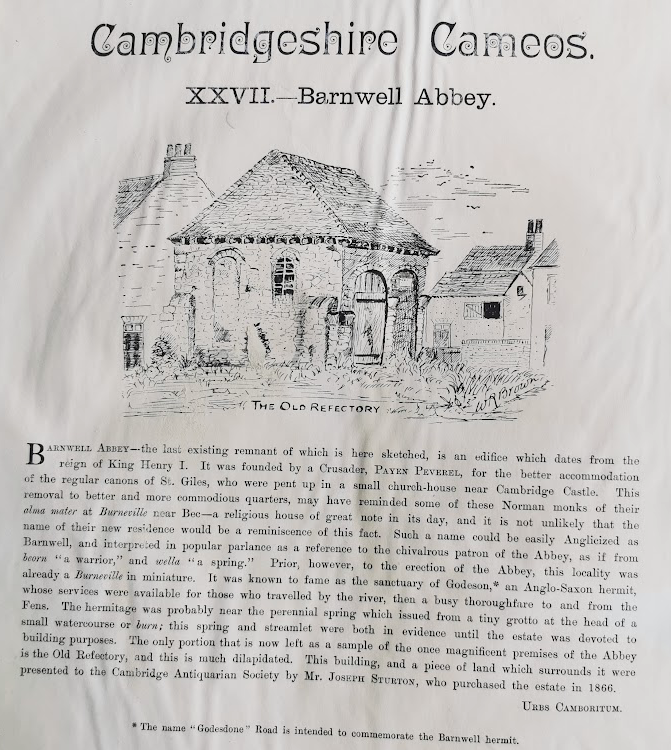 Cambridgeshire Cameos.
XXVII.—Barnwell Abbey.
The Old Refectory
W R Brown
Barnwell Abbey—the last existing remnant of which is here sketched, is an edifice which dates from the
reign of King Henry I. It was founded by a Crusader, Payen Peverel, for the better accommodation
of the regular canons of St. Giles, who were pent up in a small church-house near Cambridge Castle. This
removal to better and more commodious quarters, may have reminded some of these Norman monks of their
alma mater at Burneville near Bec—a religious house of great note in its day, and it is not unlikely that the
name of their new residence would be a reminiscence of this fact. Such a name could be easily Anglicized as
Barnwell, and interpreted in popular parlance as a reference to the chivalrous patron of the Abbey, as if from
beorn "a warrior," and wella "a spring." Prior, however, to the erection of the Abbey, this locality was
already a Burneville in miniature. It was known to fame as the sanctuary of Godeson,* an Anglo-Saxon hermit,
whose services were available for those who travelled by the river, then a busy thoroughfare to and from the
Fens. The hermitage was probably near the perennial spring which issued from a tiny grotto at the head of a
small watercourse or burn; this spring and streamlet were both in evidence until the estate was devoted to
building purposes. The only portion that is now left as a sample of the once magnificent premises of the Abbey
is the Old Refectory, and this is much dilapidated. This building, and a piece of land which surrounds it were
presented to the Cambridge Antiquarian Society by Mr. Joseph Sturton, who purchased the estate in 1866.
Urbs Camboritum.
* The name "Godesdone" Road is intended to commemorate the Barnwell hermit.